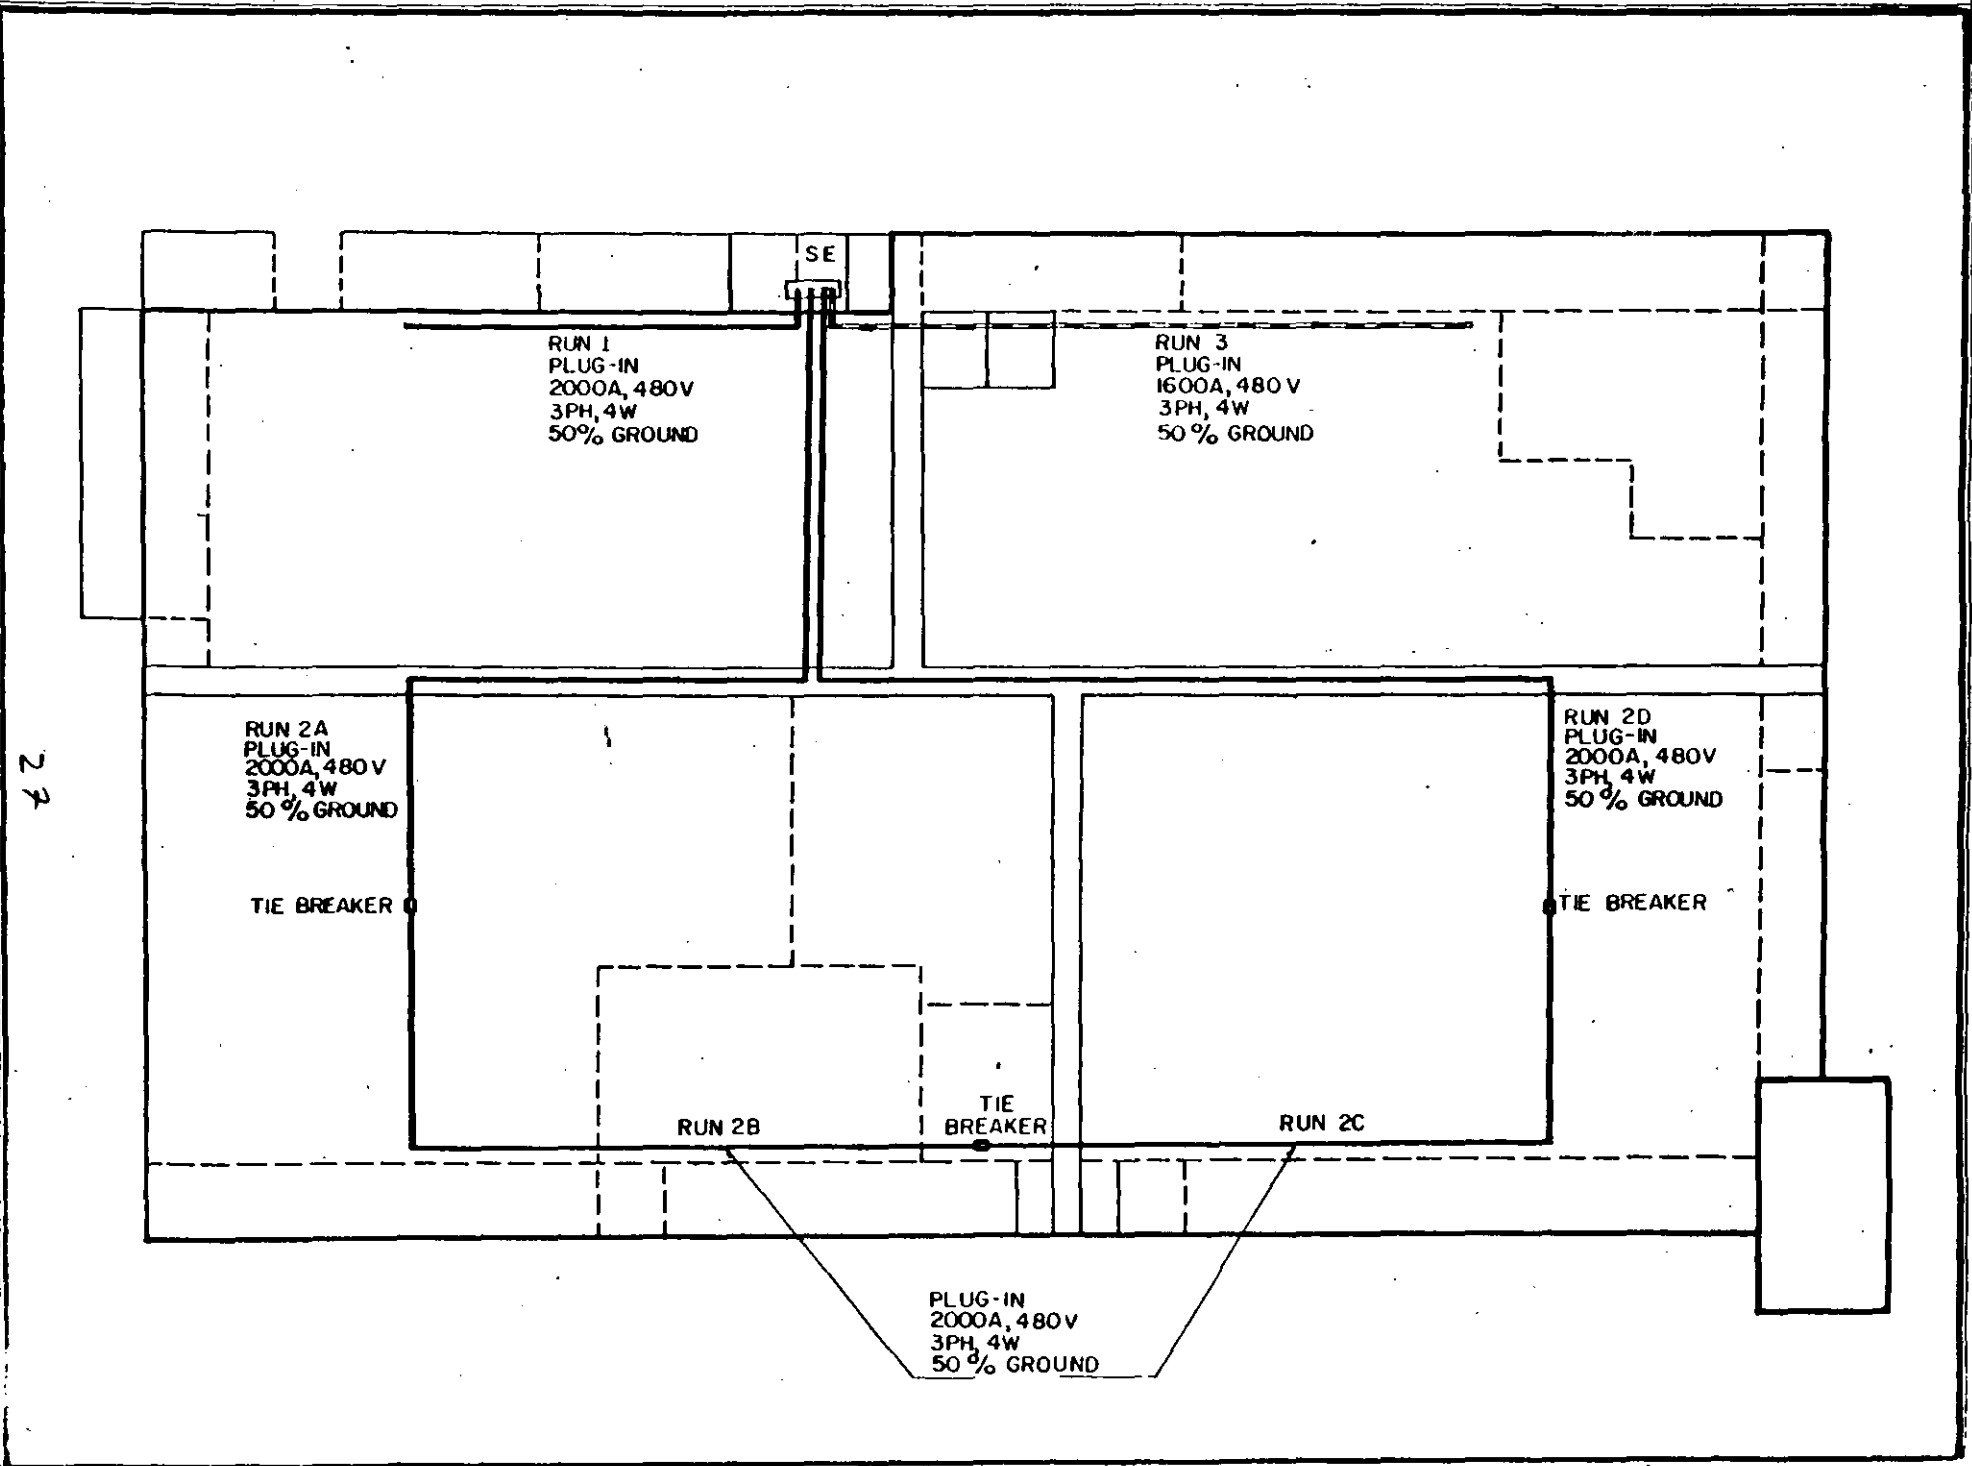 SE
RUN 1
PLUG-IN
2000A, 480V
3PH, 4W
50% GROUND
RUN 3
PLUG-IN
1600A, 480V
3PH, 4W
50% GROUND
RUN 2A
PLUG-IN
2000A, 480V
3PH, 4W
50% GROUND
RUN 2D
PLUG-IN
2000A, 480V
3PH, 4W
50% GROUND
27
TIE BREAKER
TIE BREAKER
TIE
BREAKER
RUN 2B
RUN 2C
PLUG-IN
2000A, 480V
3PH, 4W
50% GROUND